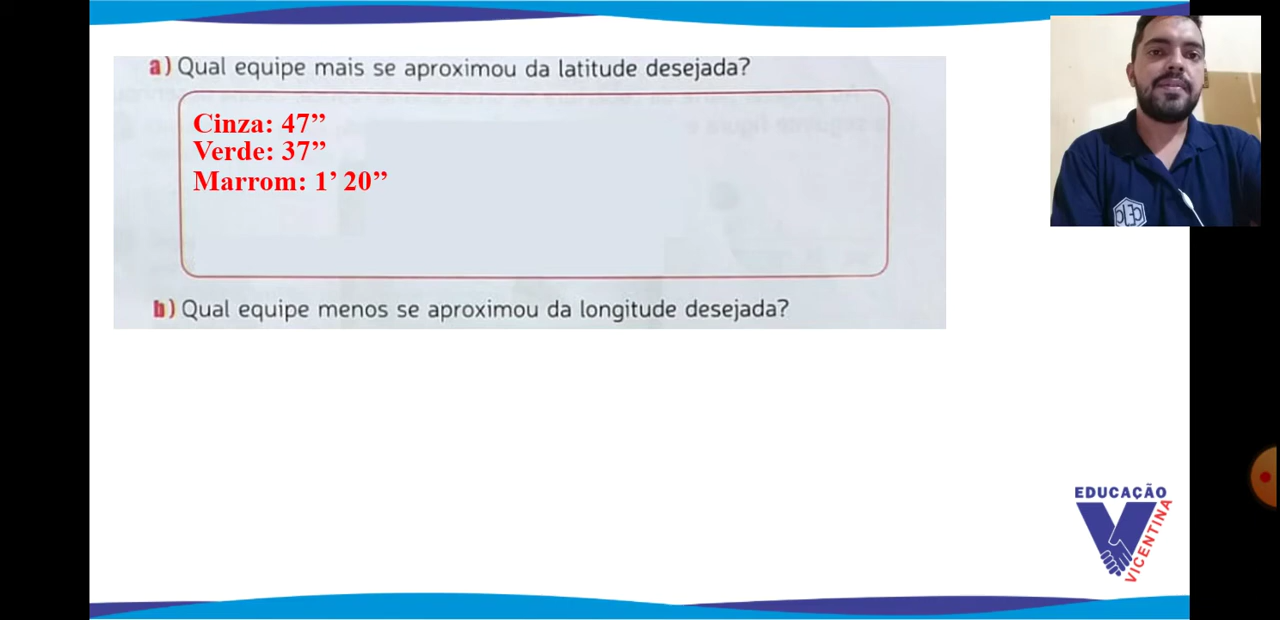 a) Qual equipe mais se aproximou da latitude desejada?
Cinza: 47”
Verde: 37”
Marrom: 1’ 20”
b) Qual equipe menos se aproximou da longitude desejada?
EDUCAÇÃO
VICENTINA